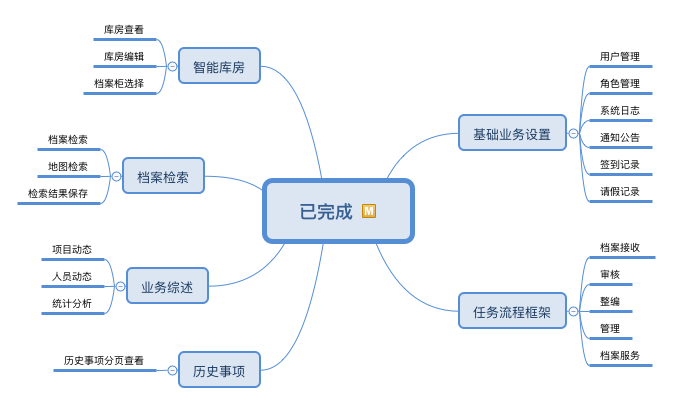 已完成 M
智能库房
库房查看
库房编辑
档案柜选择
档案检索
档案检索
地图检索
检索结果保存
业务综述
项目动态
人员动态
统计分析
历史事项
历史事项分页查看
基础业务设置
用户管理
角色管理
系统日志
通知公告
签到记录
请假记录
任务流程框架
档案接收
审核
整编
管理
档案服务